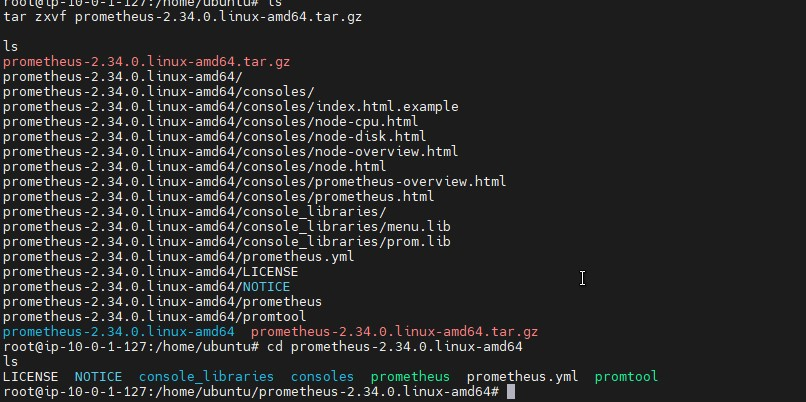 root@ip-10-0-1-127:/home/ubuntu# ls
tar zxvf prometheus-2.34.0.linux-amd64.tar.gz
ls
prometheus-2.34.0.linux-amd64.tar.gz
prometheus-2.34.0.linux-amd64/
prometheus-2.34.0.linux-amd64/consoles/
prometheus-2.34.0.linux-amd64/consoles/index.html.example
prometheus-2.34.0.linux-amd64/consoles/node-cpu.html
prometheus-2.34.0.linux-amd64/consoles/node-disk.html
prometheus-2.34.0.linux-amd64/consoles/node-overview.html
prometheus-2.34.0.linux-amd64/consoles/node.html
prometheus-2.34.0.linux-amd64/consoles/prometheus-overview.html
prometheus-2.34.0.linux-amd64/consoles/prometheus.html
prometheus-2.34.0.linux-amd64/console_libraries/
prometheus-2.34.0.linux-amd64/console_libraries/menu.lib
prometheus-2.34.0.linux-amd64/console_libraries/prom.lib
prometheus-2.34.0.linux-amd64/prometheus.yml
prometheus-2.34.0.linux-amd64/LICENSE
prometheus-2.34.0.linux-amd64/NOTICE
prometheus-2.34.0.linux-amd64/prometheus
prometheus-2.34.0.linux-amd64/promtool
prometheus-2.34.0.linux-amd64  prometheus-2.34.0.linux-amd64.tar.gz
root@ip-10-0-1-127:/home/ubuntu# cd prometheus-2.34.0.linux-amd64
ls
LICENSE  NOTICE  console_libraries  consoles  prometheus  prometheus.yml  promtool
root@ip-10-0-1-127:/home/ubuntu/prometheus-2.34.0.linux-amd64#